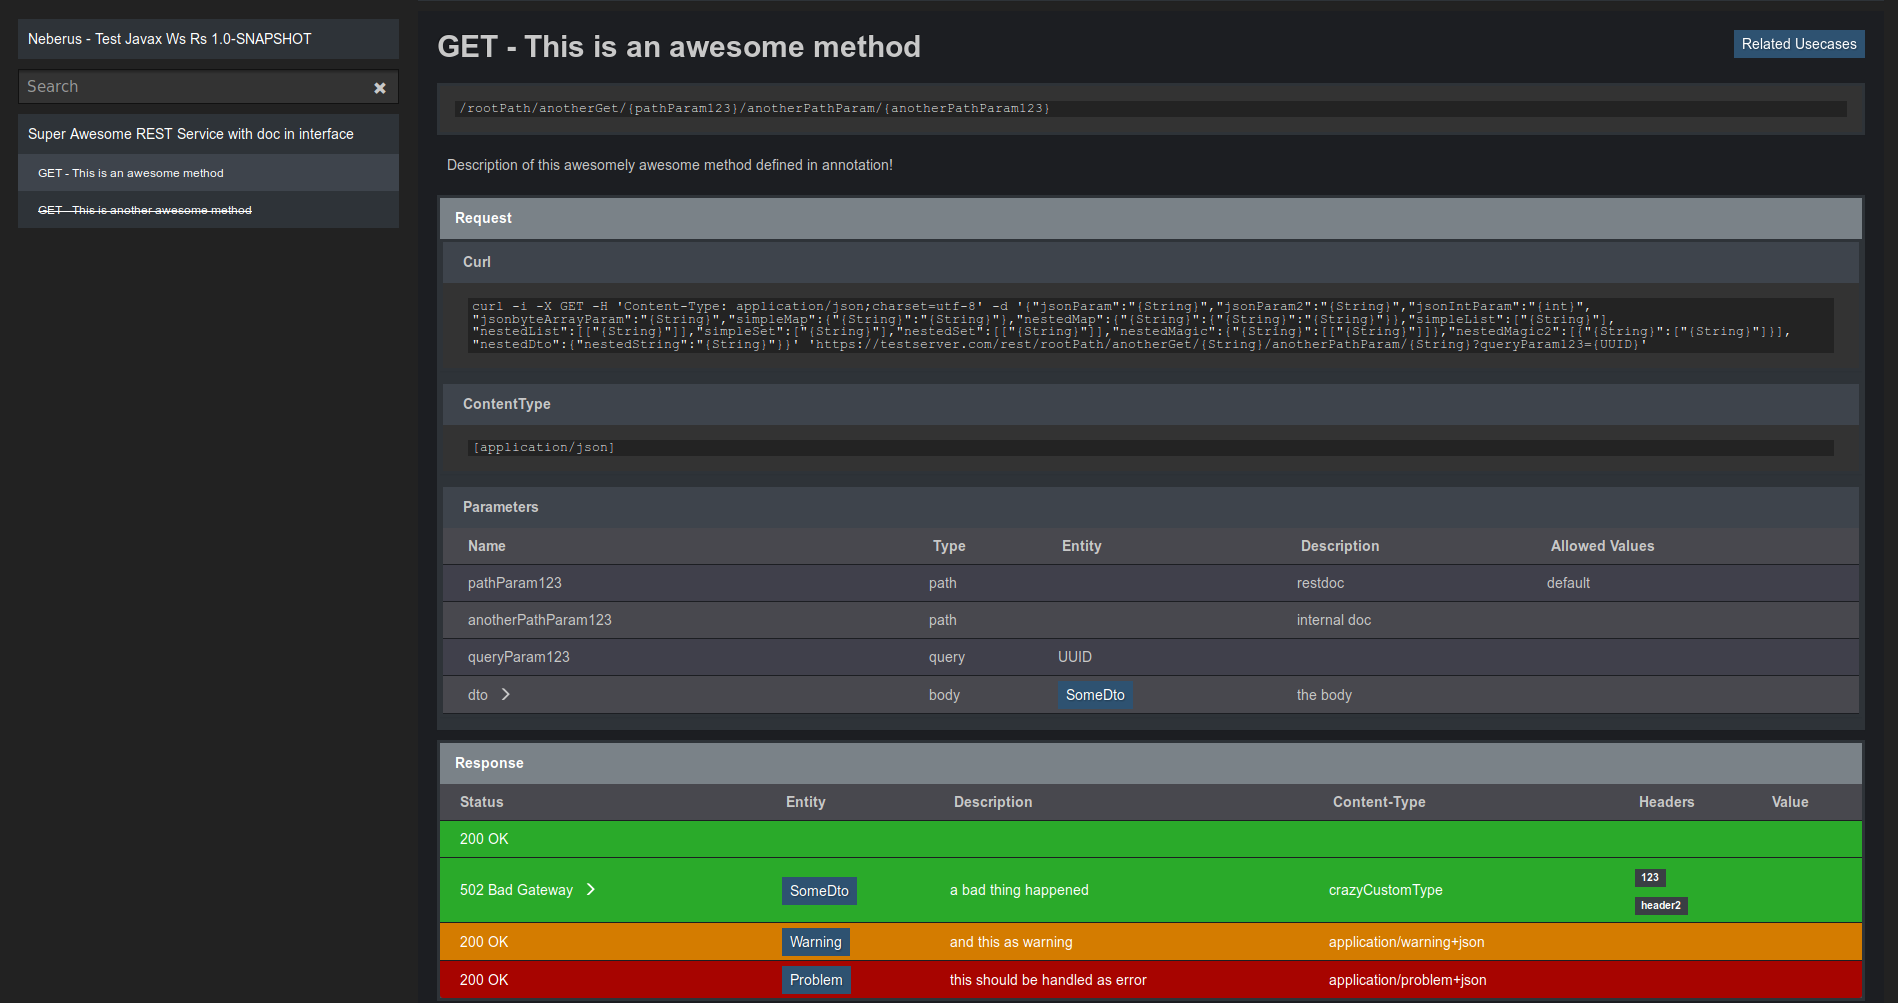 Neberus - Test Javax Ws Rs 1.0-SNAPSHOT
Search
Super Awesome REST Service with doc in interface
GET - This is an awesome method
GET - This is another awesome method
GET - This is an awesome method
Related Usecases
/rootPath/anotherGet/{pathParam123}/anotherPathParam/{anotherPathParam123}
Description of this awesomely awesome method defined in annotation!
Request
Curl
curl -i -X GET -H 'Content-Type: application/json;charset=utf-8' -d '{"jsonParam":"{String}","jsonParam2":"{String}","jsonIntParam":"{int}",
"jsonbyteArrayParam":"{String}","simpleMap":{"{String}":"{String}"},"nestedMap":{"{String}":{"{String}":"{String}"}},"simpleList":["{String}"],
"nestedList":[["{String}"]],"simpleSet":["{String}"],"nestedSet":[["{String}"]],"nestedMagic":{"{String}":[["{String}"]]},"nestedMagic2":[{"{String}":["{String}"]}],
"nestedDto":{"nestedString":"{String}"}}' 'https://testserver.com/rest/rootPath/anotherGet/{String}/anotherPathParam/{String}?queryParam123={UUID}'
ContentType
[application/json]
Parameters
Name Type Entity Description Allowed Values
pathParam123 path restdoc default
anotherPathParam123 path internal doc
queryParam123 query UUID
dto body SomeDto the body
Response
Status Entity Description Content-Type Headers Value
200 OK
502 Bad Gateway SomeDto a bad thing happened crazyCustomType 123
header2
200 OK Warning and this as warning application/warning+json
200 OK Problem this should be handled as error application/problem+json